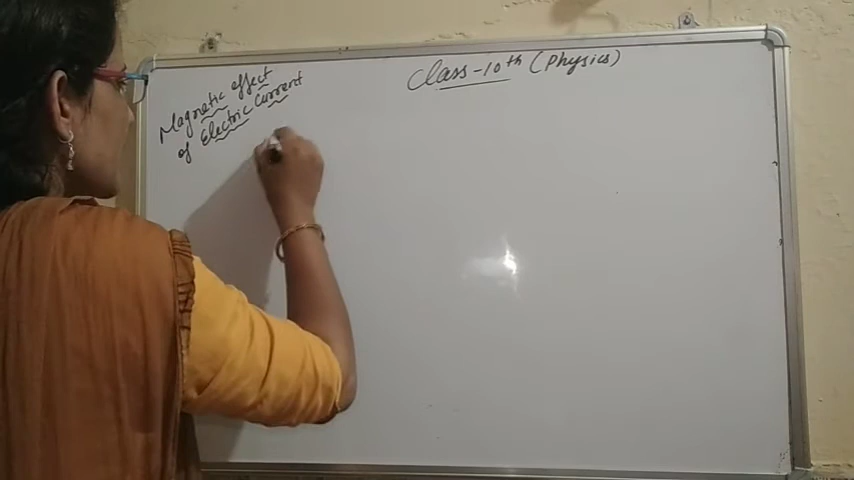 Class-10th (Physics)
Magnetic effect
of Electric Current